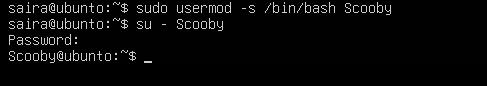 saira@ubunto:~$ sudo usermod -s /bin/bash Scooby
saira@ubunto:~$ su - Scooby
Password:
Scooby@ubunto:~$ _